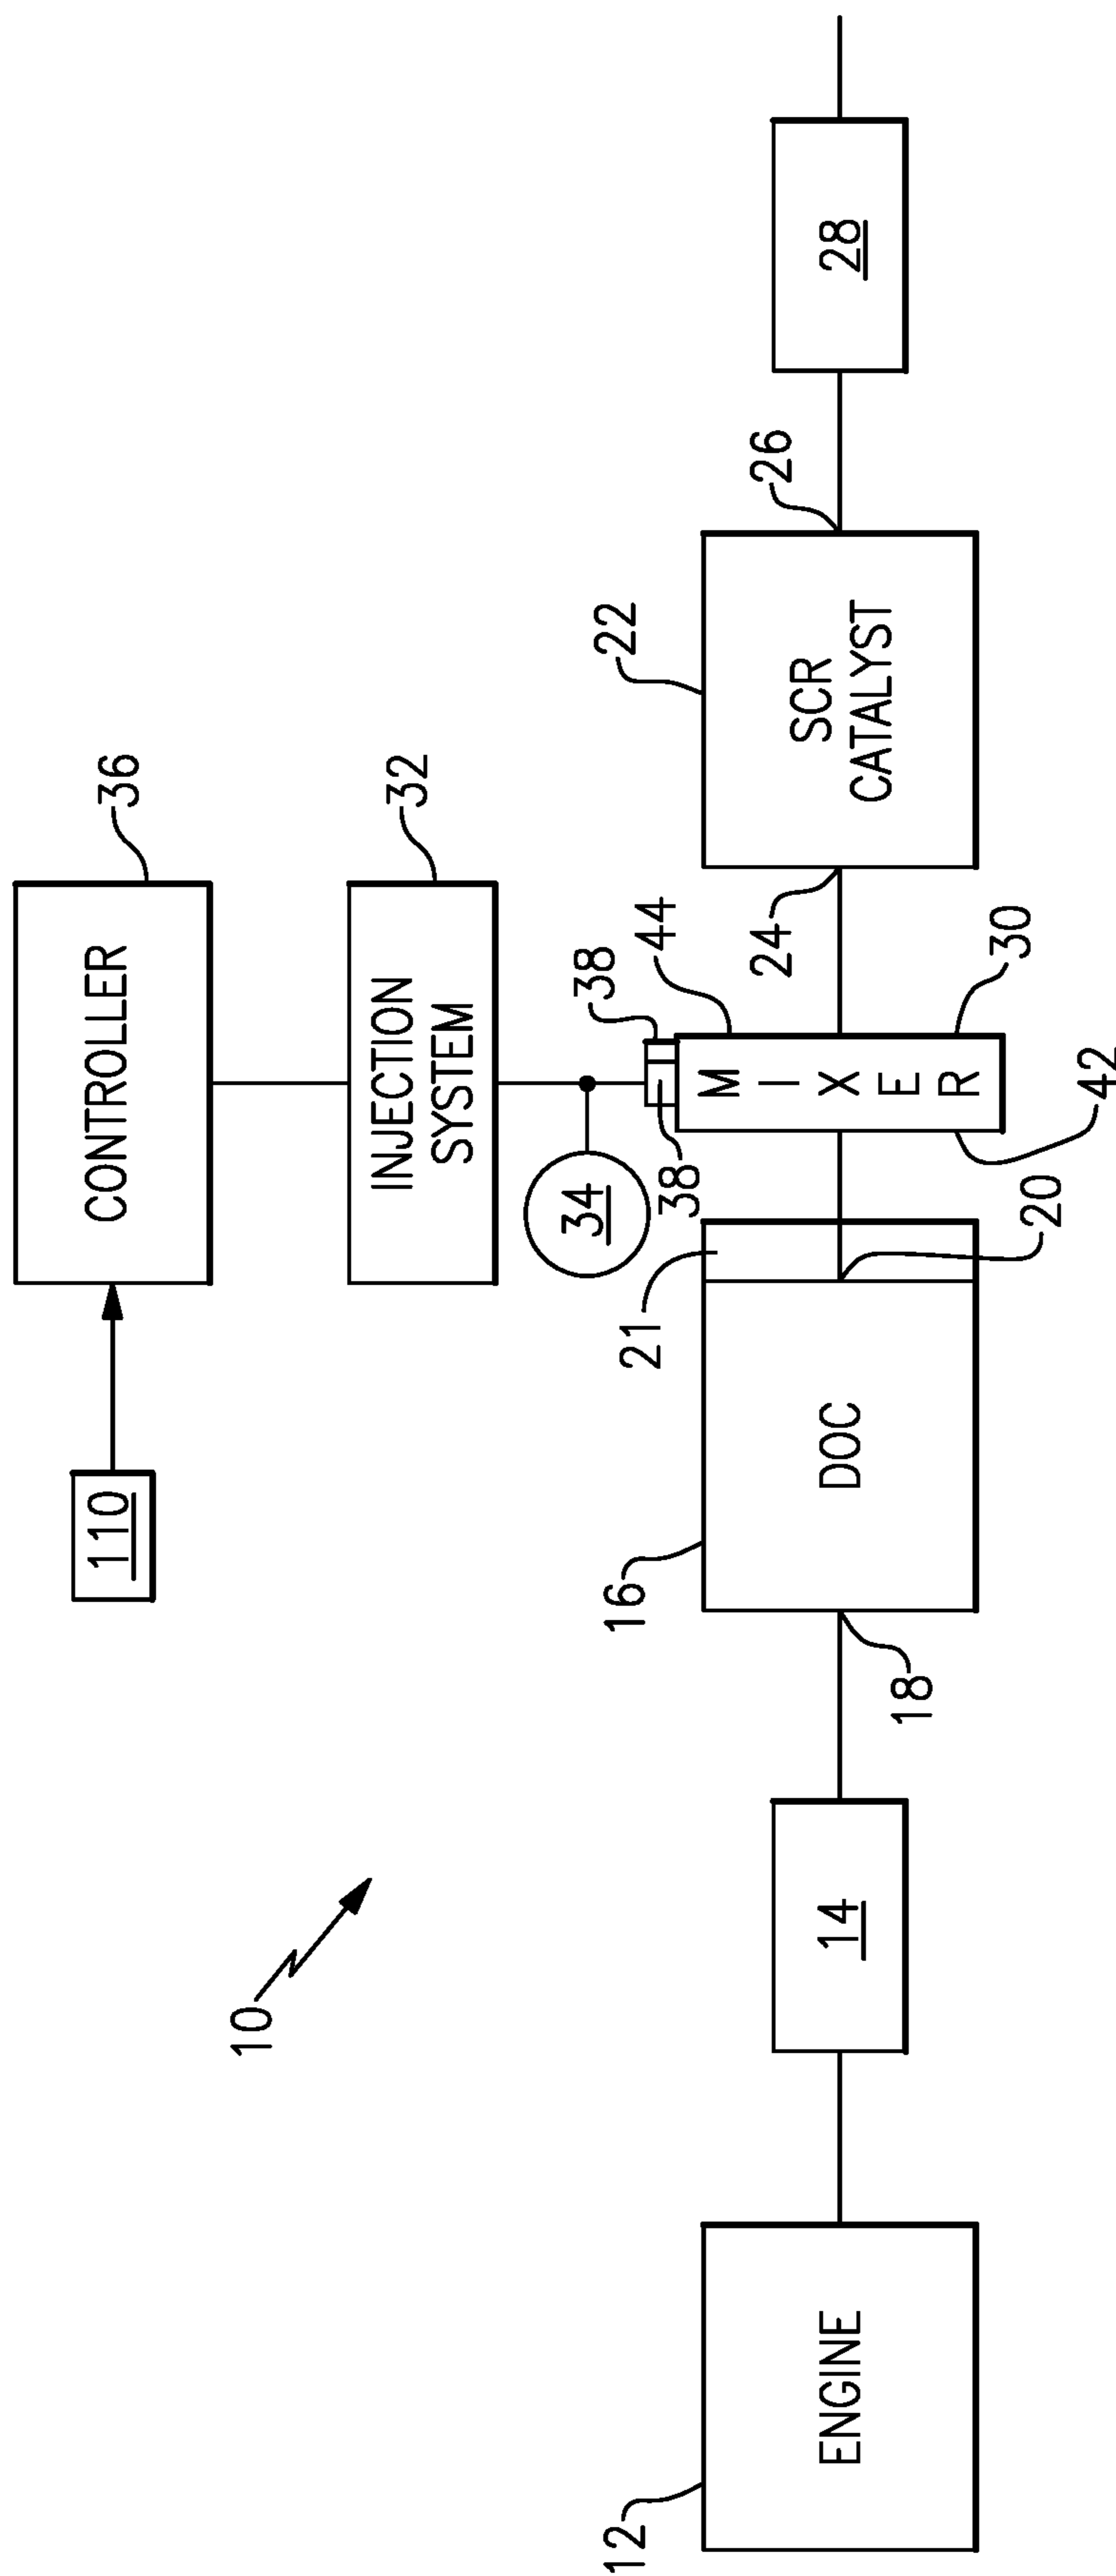 110
CONTROLLER
36
INJECTION
SYSTEM
32
10
34
38
38
44
MIXER
30
42
12
ENGINE
14
18
16
DOC
21
20
24
22
SCR
CATALYST
26
28